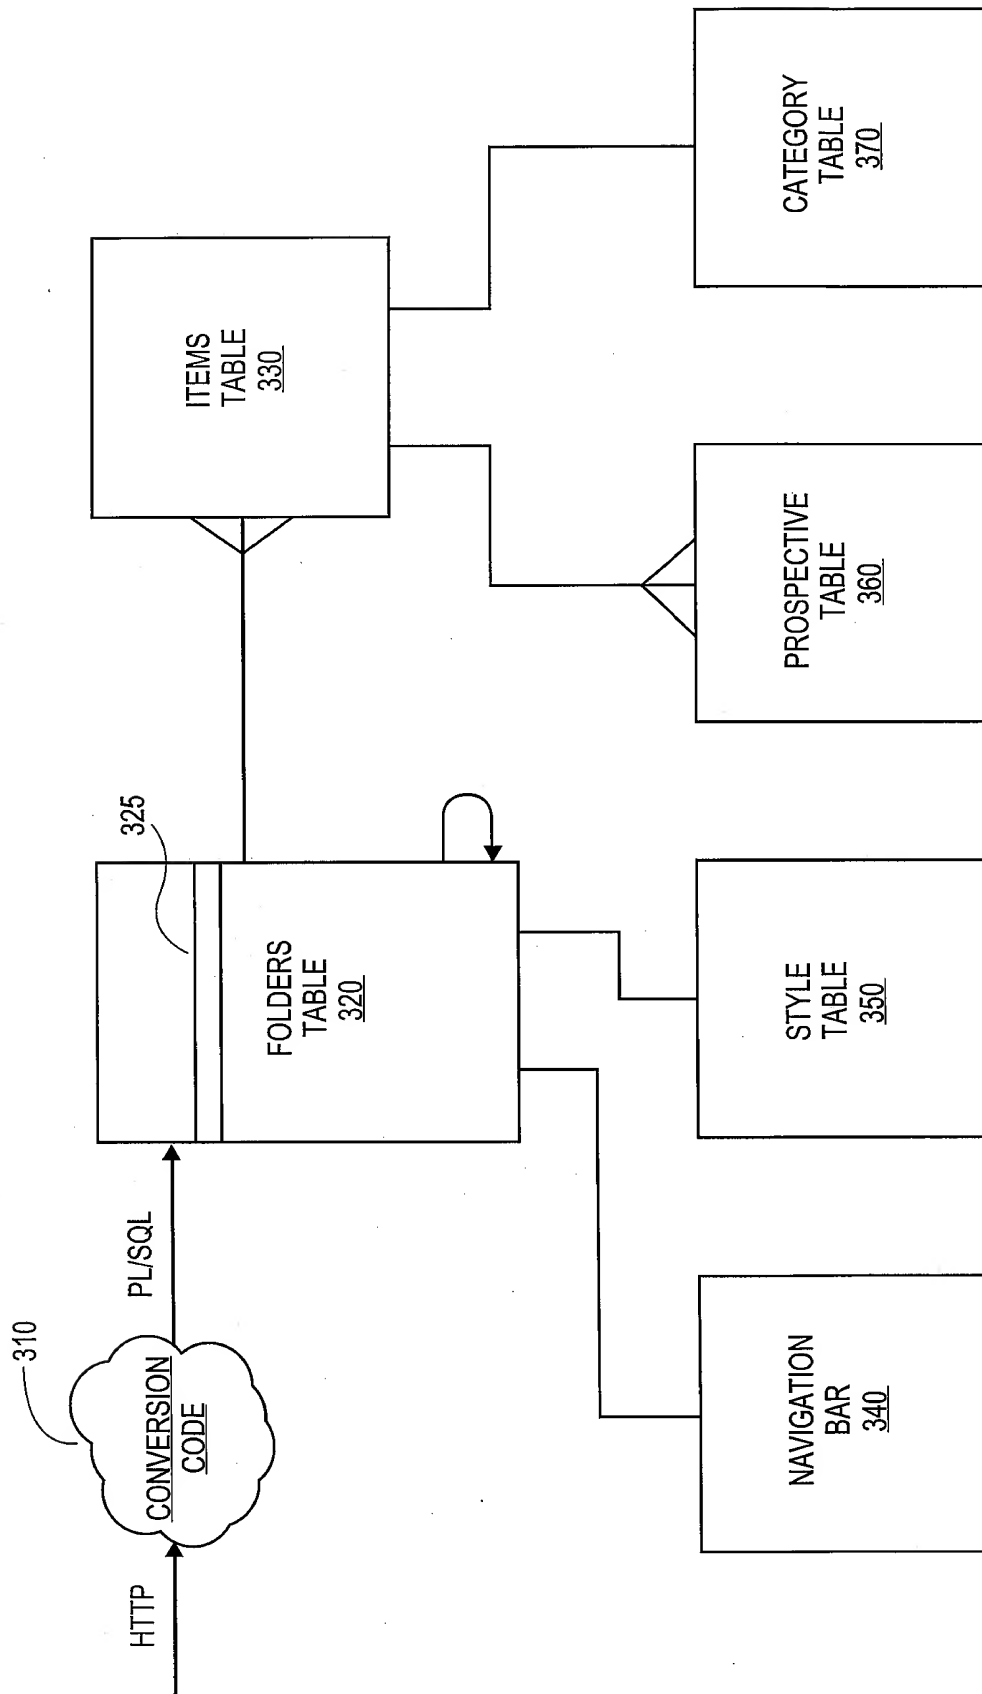 HTTP
310
CONVERSION
CODE
PL/SQL
325
FOLDERS
TABLE
320
ITEMS
TABLE
330
NAVIGATION
BAR
340
STYLE
TABLE
350
PROSPECTIVE
TABLE
360
CATEGORY
TABLE
370